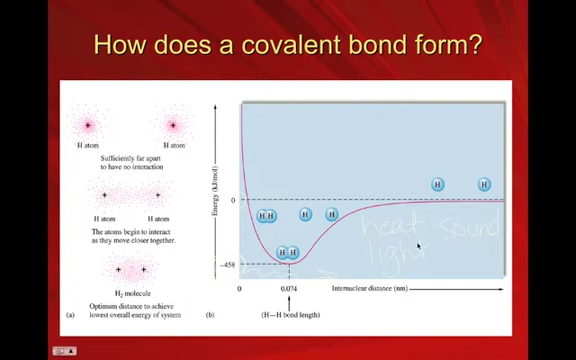 How does a covalent bond form?
H atom
H atom
Sufficiently far apart
to have no interaction
H atom
H atom
The atoms begin to interact
as they move closer together.
H₂ molecule
Optimum distance to achieve
lowest overall energy of system
(a)
Energy (kJ/mol)
0
−458
H H
H
H
H
H
H H
heat sound
light
0
0.074
Internuclear distance (nm)
(H—H bond length)
(b)